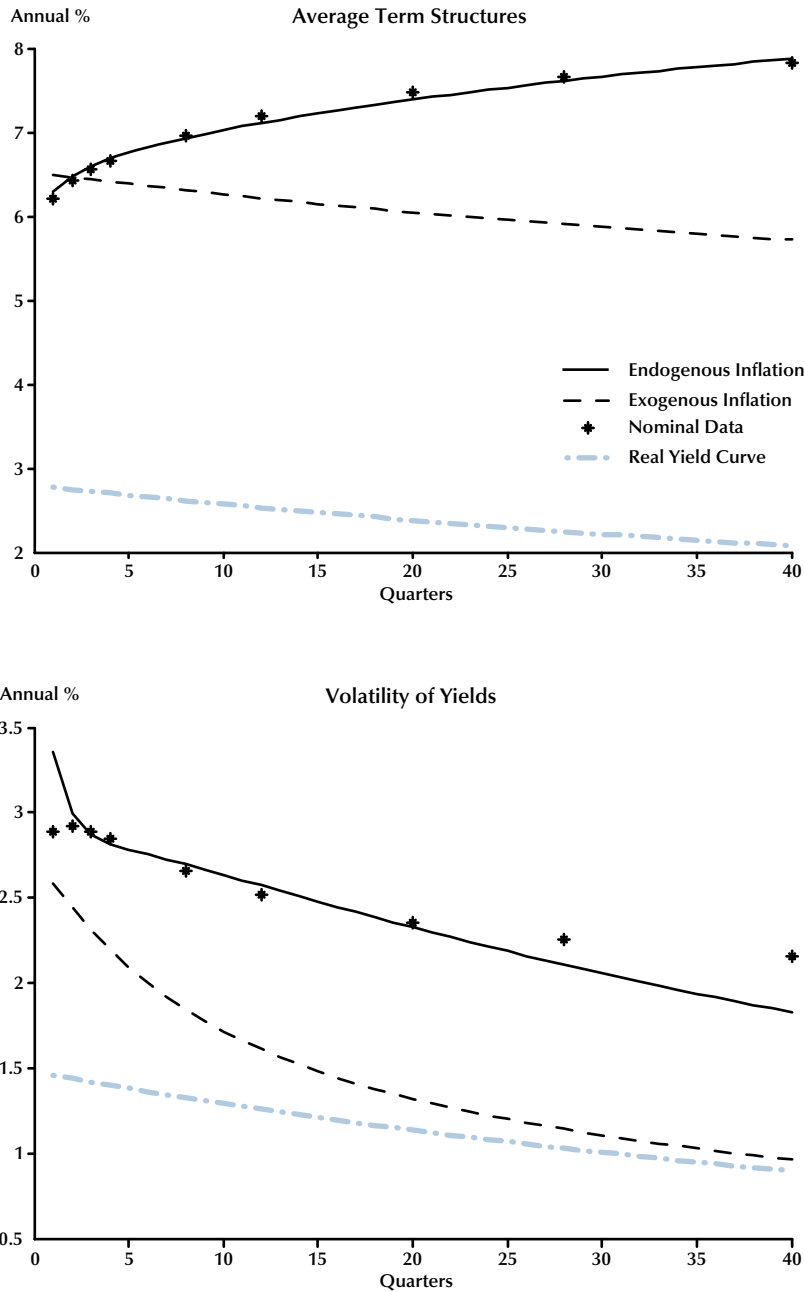 Annual %
Average Term Structures
8
7
6
5
4
3
2
Endogenous Inflation
Exogenous Inflation
Nominal Data
Real Yield Curve
0 5 10 15 20 25 30 35 40
Quarters
Annual %
Volatility of Yields
3.5
3
2.5
2
1.5
1
0.5
0 5 10 15 20 25 30 35 40
Quarters